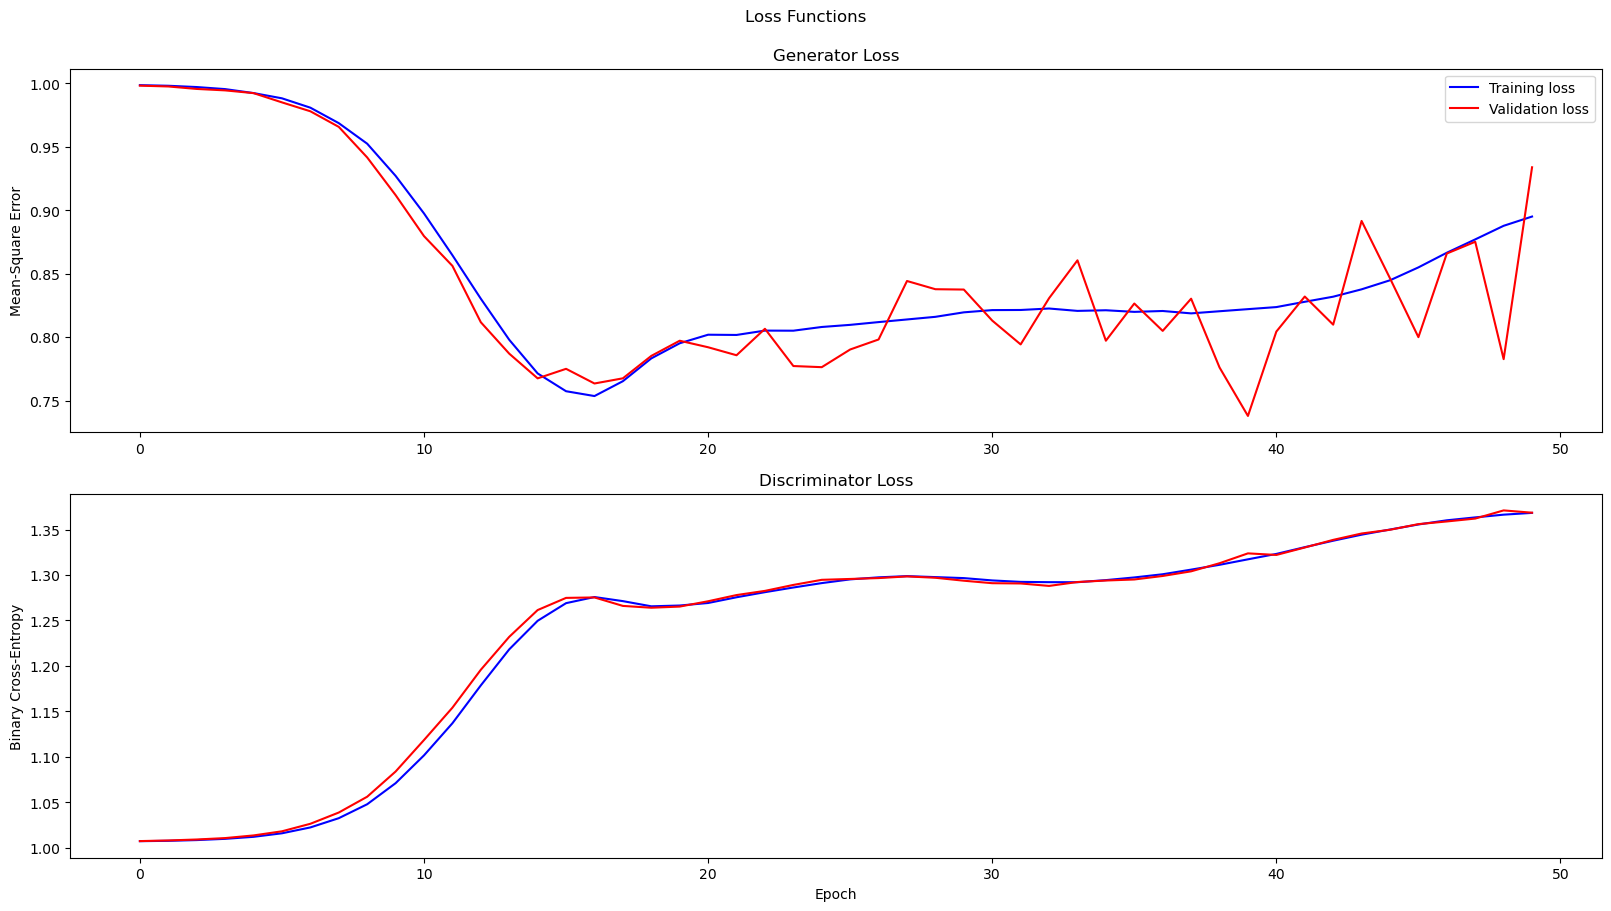 Loss Functions
Generator Loss
Mean-Square Error
1.00
0.95
0.90
0.85
0.80
0.75
Training loss
Validation loss
0 10 20 30 40 50
Discriminator Loss
Binary Cross-Entropy
1.35
1.30
1.25
1.20
1.15
1.10
1.05
1.00
0 10 20 30 40 50
Epoch